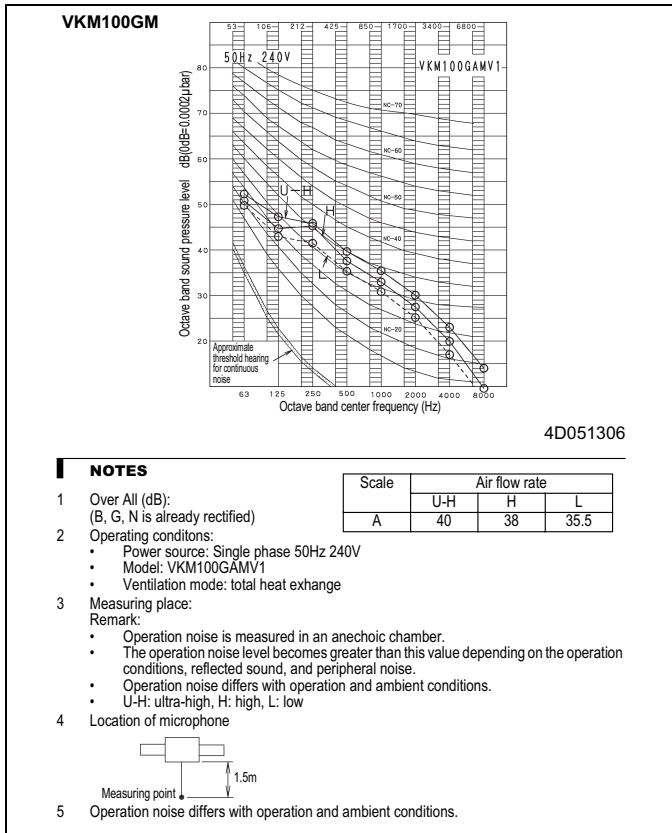 VKM100GM
53 106 212 425 850 1700 3400 6800
50Hz 240V
VKM100GAMV1
Octave band sound pressure level dB(0dB=0.0002µbar)
80
70
60
50
40
30
20
NC-70
NC-60
NC-50
NC-40
NC-20
U-H
H
L
Approximate
threshold hearing
for continuous
noise
63 125 250 500 1000 2000 4000 8000
Octave band center frequency (Hz)
4D051306
NOTES
1 Over All (dB):
(B, G, N is already rectified)
Scale Air flow rate
U-H H L
A 40 38 35.5
2 Operating conditons:
• Power source: Single phase 50Hz 240V
• Model: VKM100GAMV1
• Ventilation mode: total heat exhange
3 Measuring place:
Remark:
• Operation noise is measured in an anechoic chamber.
• The operation noise level becomes greater than this value depending on the operation
conditions, reflected sound, and peripheral noise.
• Operation noise differs with operation and ambient conditions.
• U-H: ultra-high, H: high, L: low
4 Location of microphone
1.5m
Measuring point
5 Operation noise differs with operation and ambient conditions.